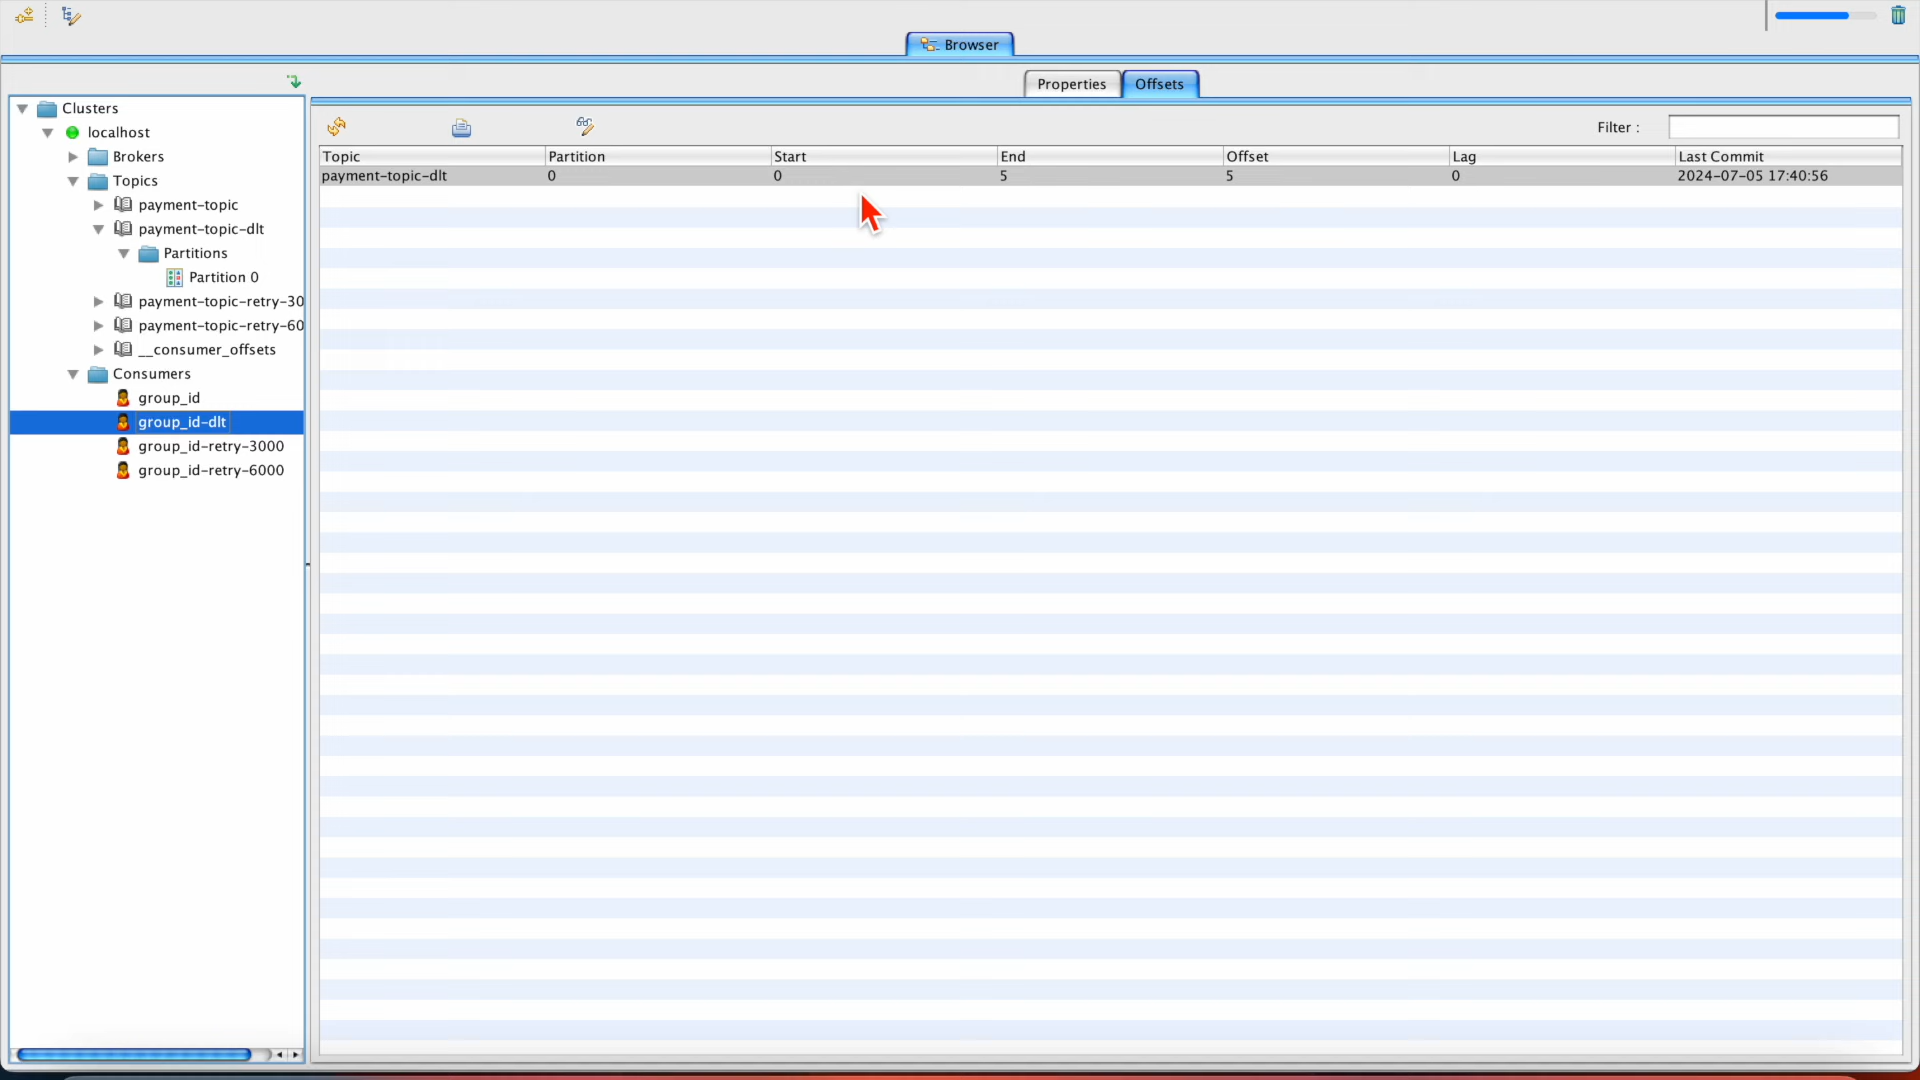 Browser
Properties
Offsets
Filter :
Clusters
localhost
Brokers
Topics
payment-topic
payment-topic-dlt
Partitions
Partition 0
payment-topic-retry-30
payment-topic-retry-60
__consumer_offsets
Consumers
group_id
group_id-dlt
group_id-retry-3000
group_id-retry-6000
Topic Partition Start End Offset Lag Last Commit
payment-topic-dlt 0 0 5 5 0 2024-07-05 17:40:56